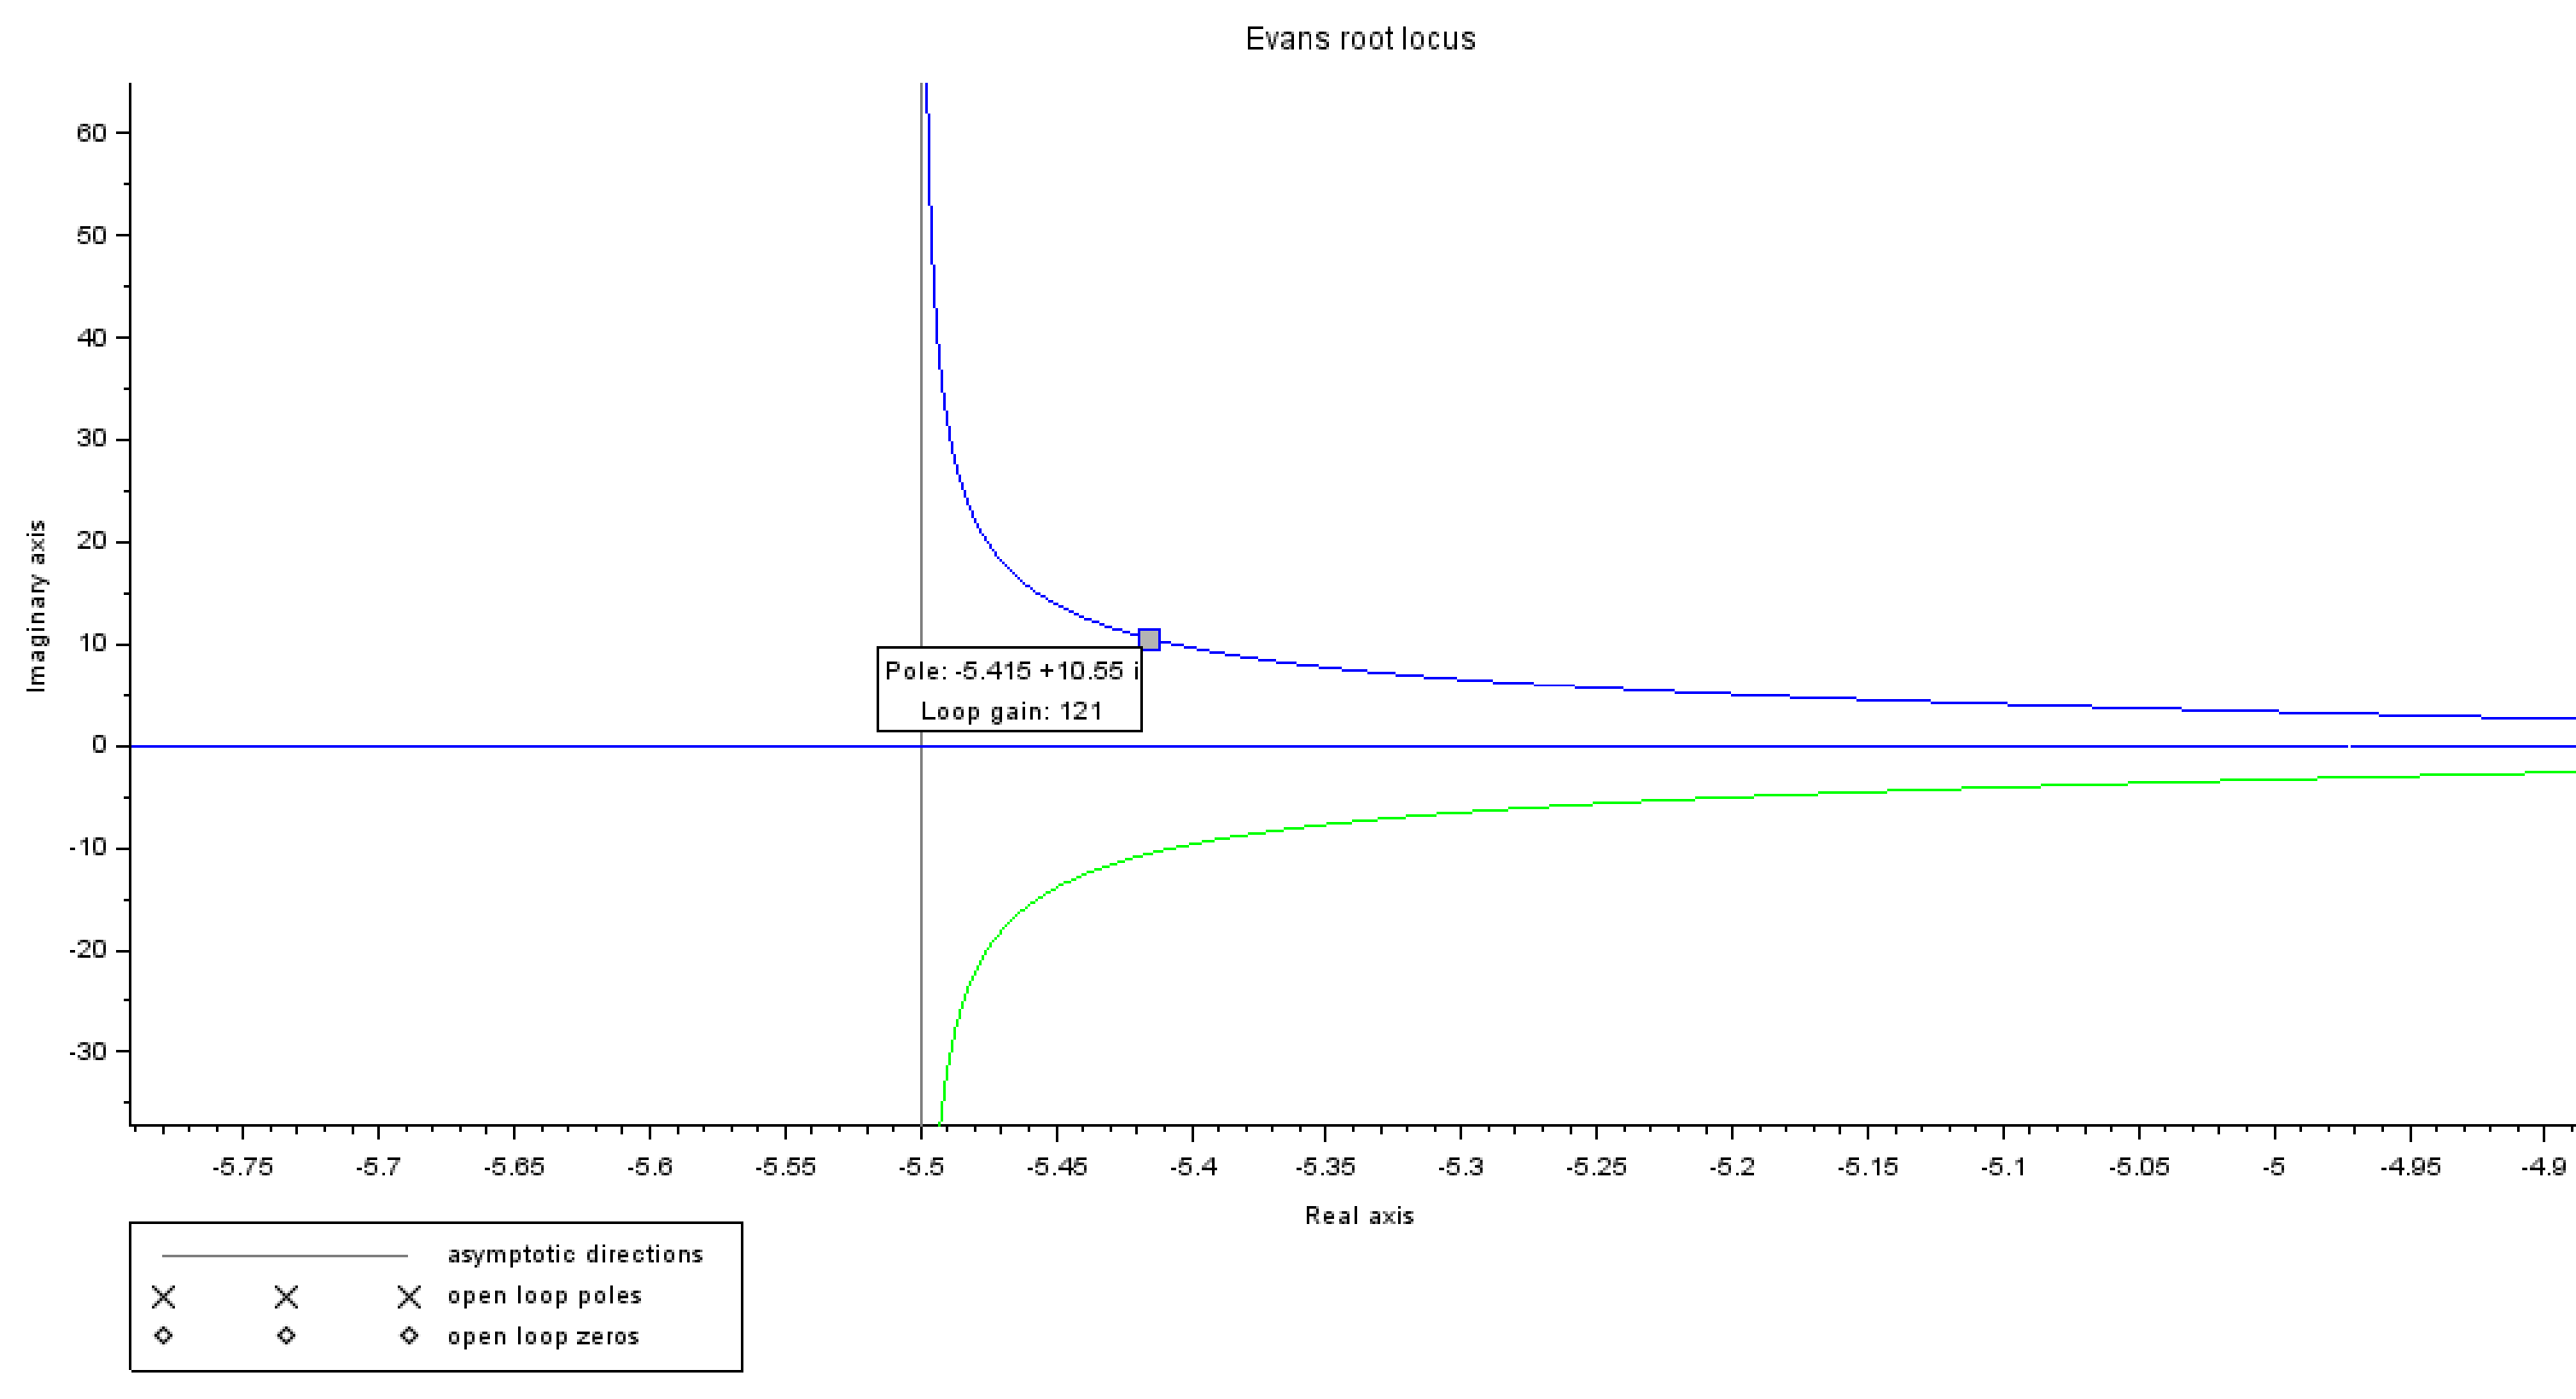 Evans root locus
60
50
40
30
20
10
0
-10
-20
-30
Imaginary axis
Pole: -5.415 +10.55 i
Loop gain: 121
-5.75 -5.7 -5.65 -5.6 -5.55 -5.5 -5.45 -5.4 -5.35 -5.3 -5.25 -5.2 -5.15 -5.1 -5.05 -5 -4.95 -4.9
Real axis
asymptotic directions
open loop poles
open loop zeros